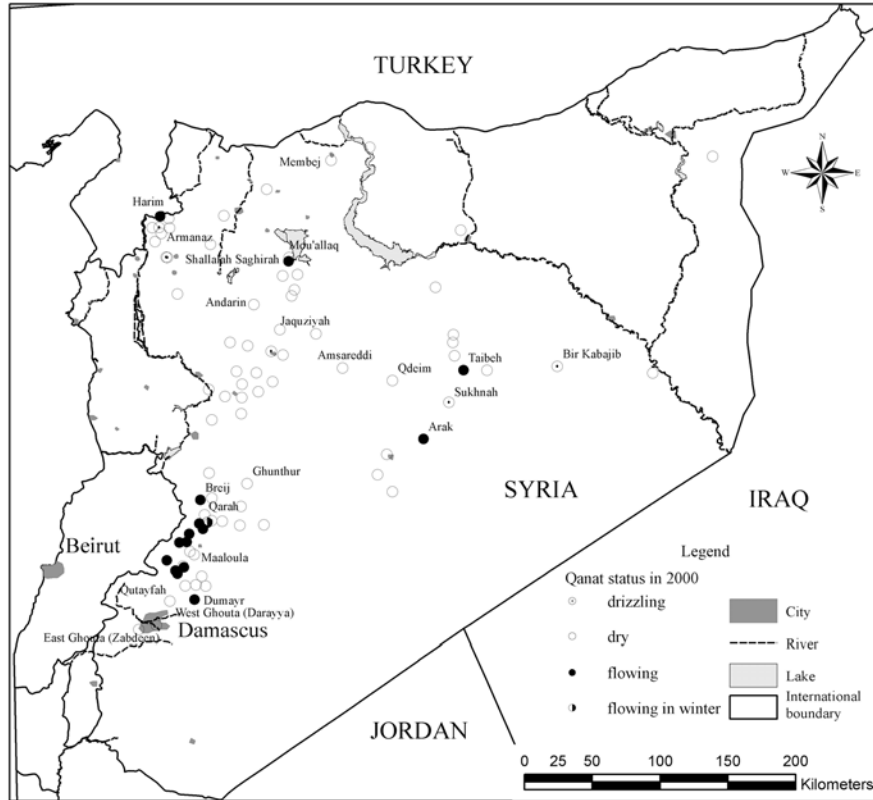 TURKEY
Membej
N
W
E
S
Harim
Armanaz
Mou'allaq
Shallalah Saghirah
Andarin
Jaquziyah
Amsareddi
Qdeim
Taibeh
Bir Kabajib
Sukhnah
Arak
Ghunthur
SYRIA
Breij
IRAQ
Qarah
Beirut
Maaloula
Qutayfah
Dumayr
West Ghouta (Darayya)
Damascus
East Ghouta (Zabdeen)
JORDAN
Legend
Qanat status in 2000
drizzling
dry
flowing
flowing in winter
City
River
Lake
International
boundary
0 25 50 100 150 200
Kilometers